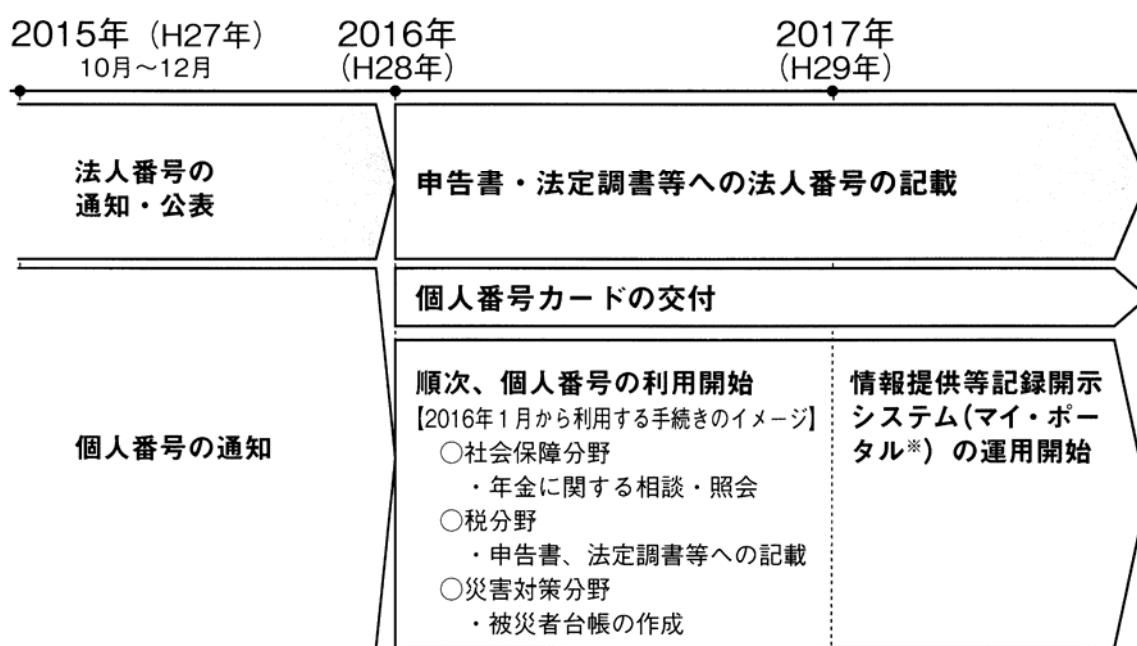 2015年（H27年）
10月〜12月
2016年
（H28年）
2017年
（H29年）
法人番号の
通知・公表
申告書・法定調書等への法人番号の記載
個人番号カードの交付
個人番号の通知
順次、個人番号の利用開始
【2016年1月から利用する手続きのイメージ】
○社会保障分野
・年金に関する相談・照会
○税分野
・申告書、法定調書等への記載
○災害対策分野
・被災者台帳の作成
情報提供等記録開示
システム（マイ・ポー
タル※）の運用開始